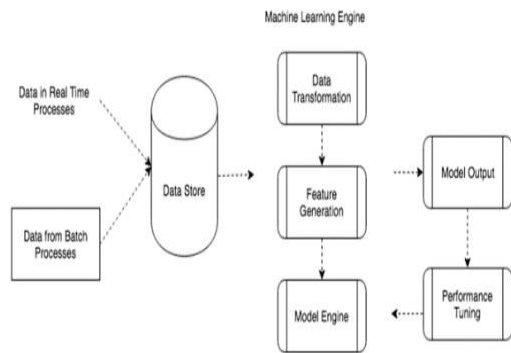 Machine Learning Engine
Data in Real Time
Processes
Data from Batch
Processes
Data Store
Data
Transformation
Feature
Generation
Model Engine
Model Output
Performance
Tuning